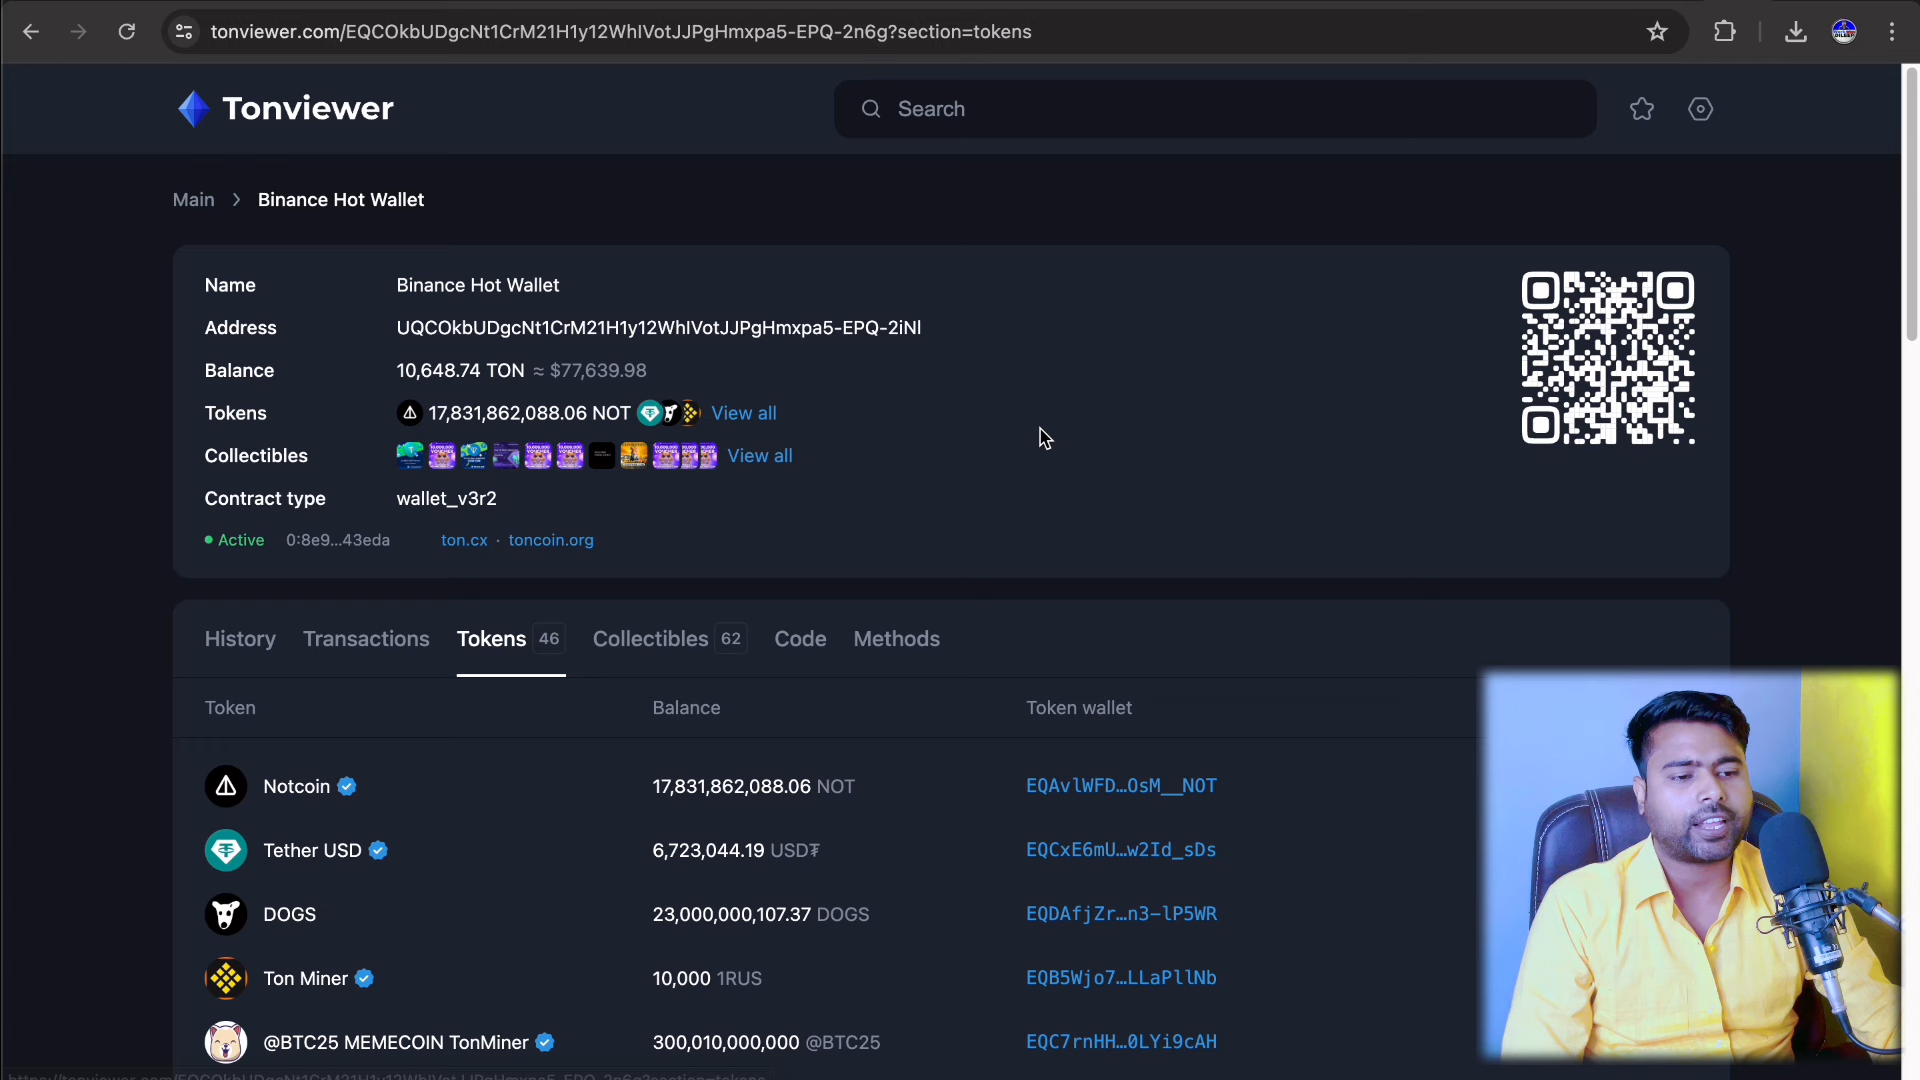 tonviewer.com/EQCOkbUDgcNt1CrM21H1y12WhIVotJJPgHmxpa5-EPQ-2n6g?section=tokens
Tonviewer
Search
Main > Binance Hot Wallet
Name Binance Hot Wallet
Address UQCOkbUDgcNt1CrM21H1y12WhIVotJJPgHmxpa5-EPQ-2iNl
Balance 10,648.74 TON ≈ $77,639.98
Tokens 17,831,862,088.06 NOT View all
Collectibles View all
Contract type wallet_v3r2
Active 0:8e9...43eda ton.cx · toncoin.org
History Transactions Tokens 46 Collectibles 62 Code Methods
Token Balance Token wallet
Notcoin 17,831,862,088.06 NOT EQAvlWFD…OsM__NOT
Tether USD 6,723,044.19 USD₮ EQCxE6mU…w2Id_sDs
DOGS 23,000,000,107.37 DOGS EQDAfjZr…n3-lP5WR
Ton Miner 10,000 1RUS EQB5Wjo7…LLaPllNb
@BTC25 MEMECOIN TonMiner 300,010,000,000 @BTC25 EQC7rnHH…0LYi9cAH